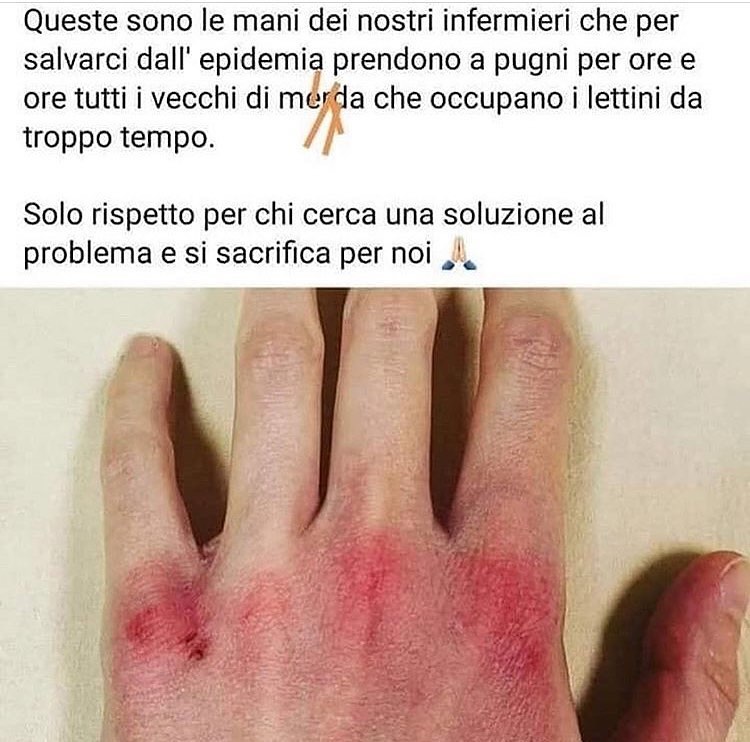 Queste sono le mani dei nostri infermieri che per
salvarci dall' epidemia prendono a pugni per ore e
ore tutti i vecchi di merda che occupano i lettini da
troppo tempo.
Solo rispetto per chi cerca una soluzione al
problema e si sacrifica per noi 🙏🏻